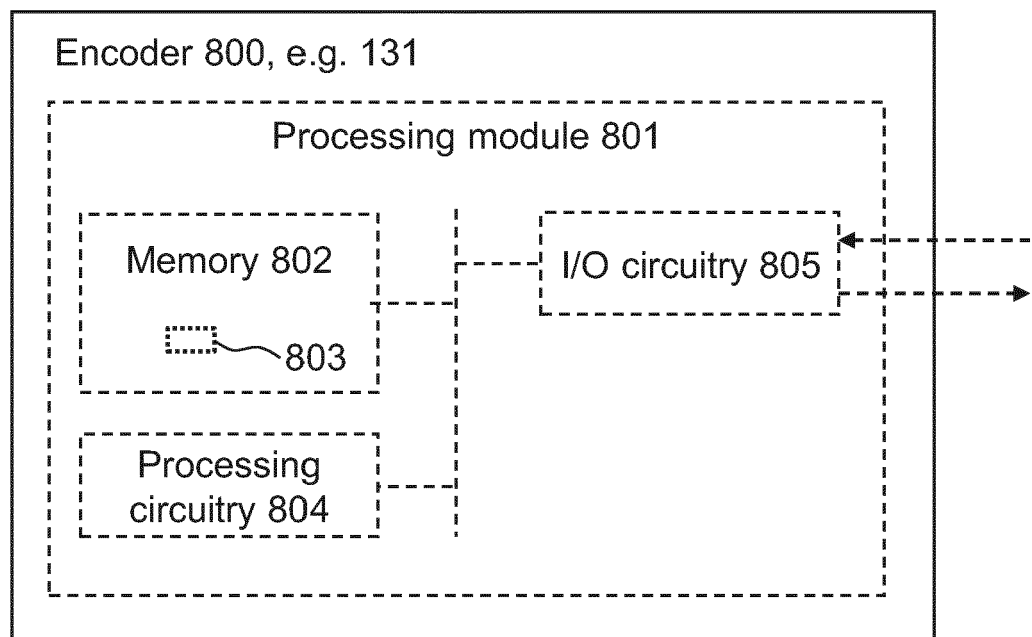 Encoder 800, e.g. 131
Processing module 801
Memory 802
803
I/O circuitry 805
Processing
circuitry 804